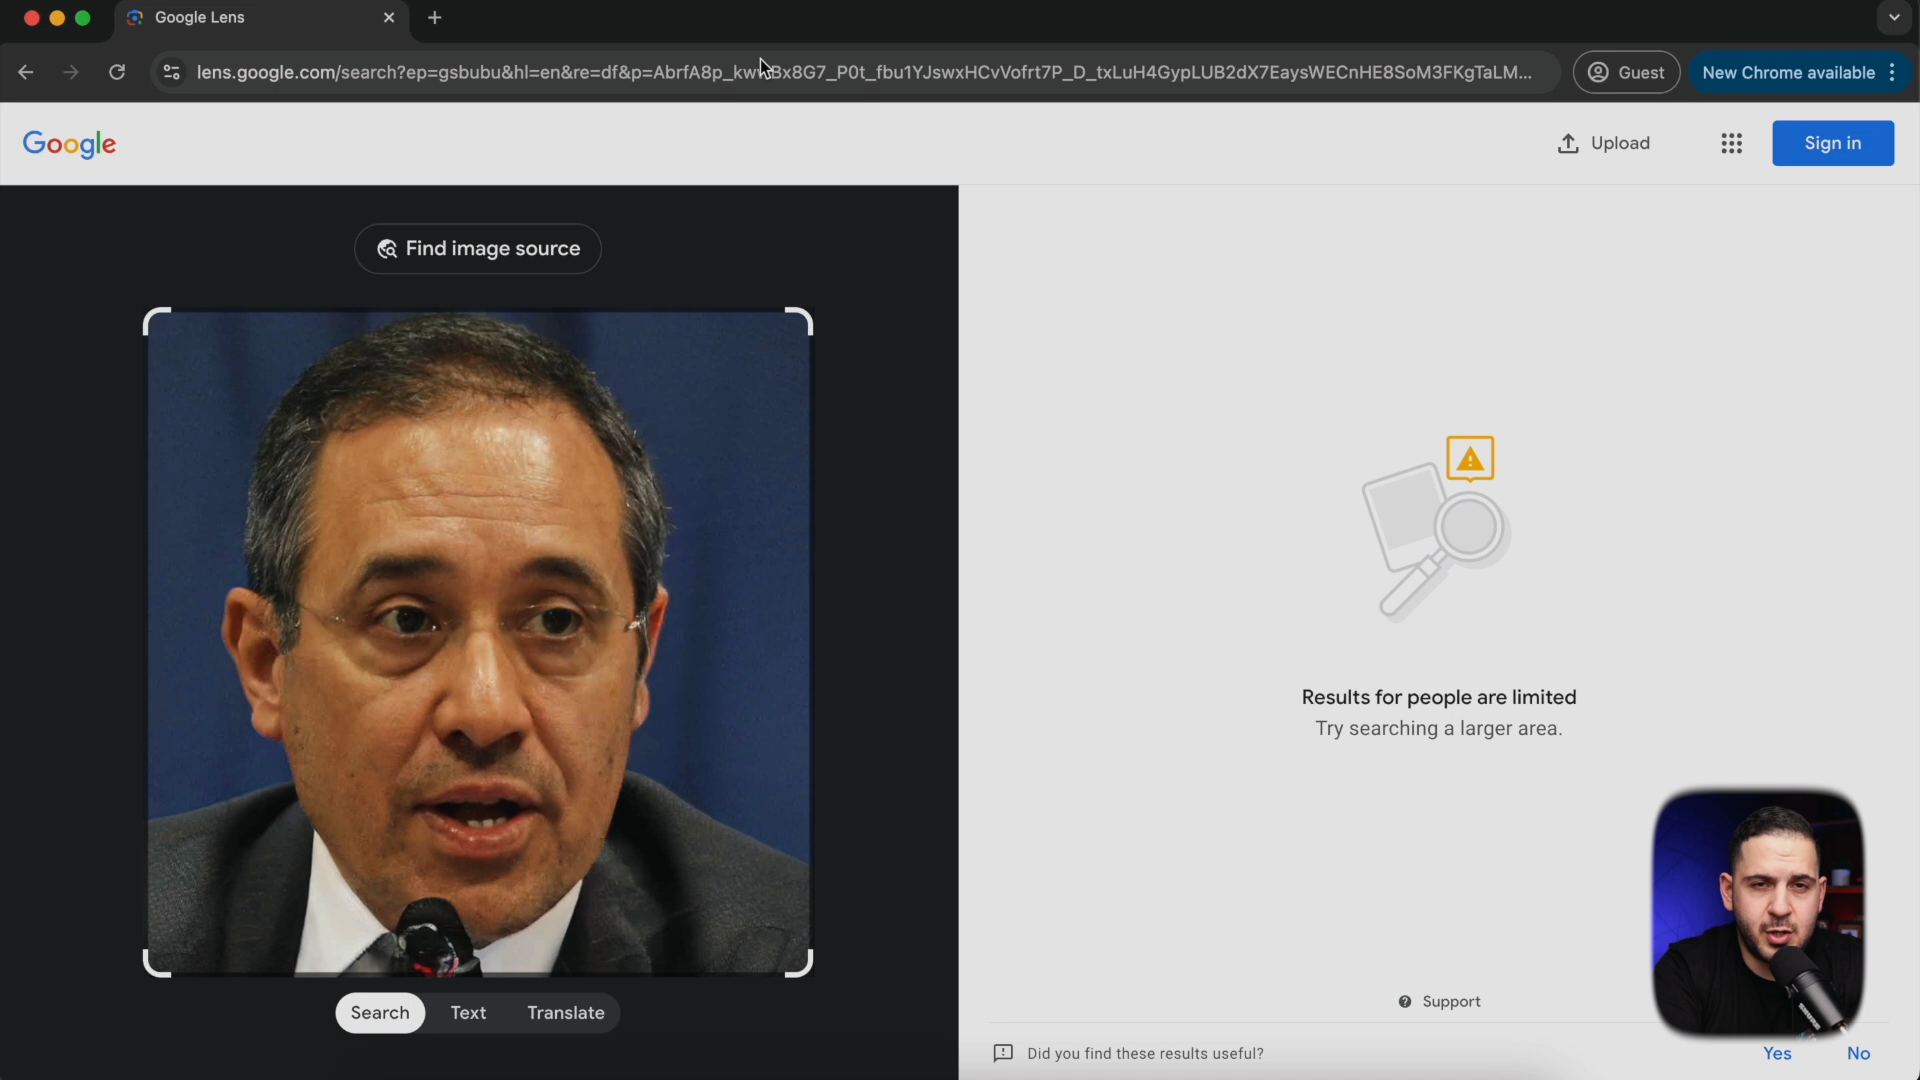 Google Lens
lens.google.com/search?ep=gsbubu&hl=en&re=df&p=
Guest
New Chrome available
Google
Upload
Sign in
Find image source
Results for people are limited
Try searching a larger area.
Search
Text
Translate
Support
Did you find these results useful?
Yes
No